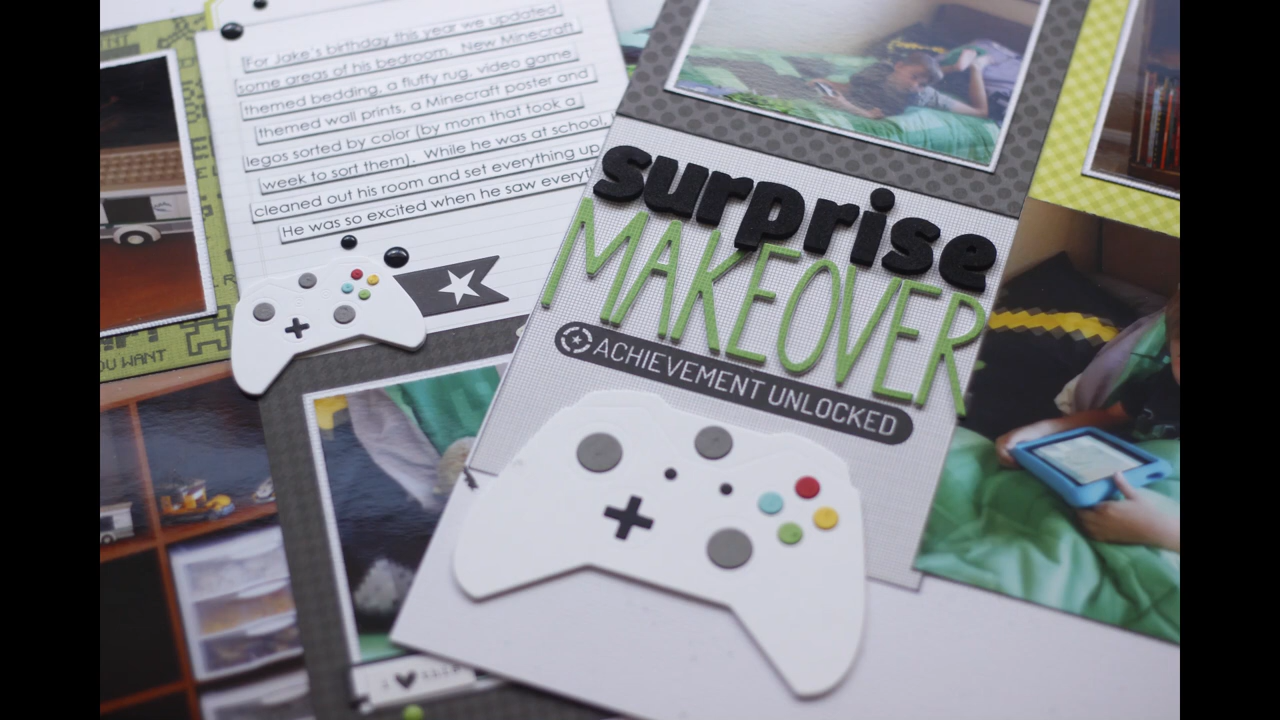 For Jake's birthday this year we updated
some areas of his bedroom. New Minecraft
themed bedding, a fluffy rug, video game
themed wall prints, a Minecraft poster and
legos sorted by color (by mom that took a
week to sort them). While he was at school,
cleaned out his room and set everything up
He was so excited when he saw everyt
surprise
MAKEOVER
ACHIEVEMENT UNLOCKED
OU WANT